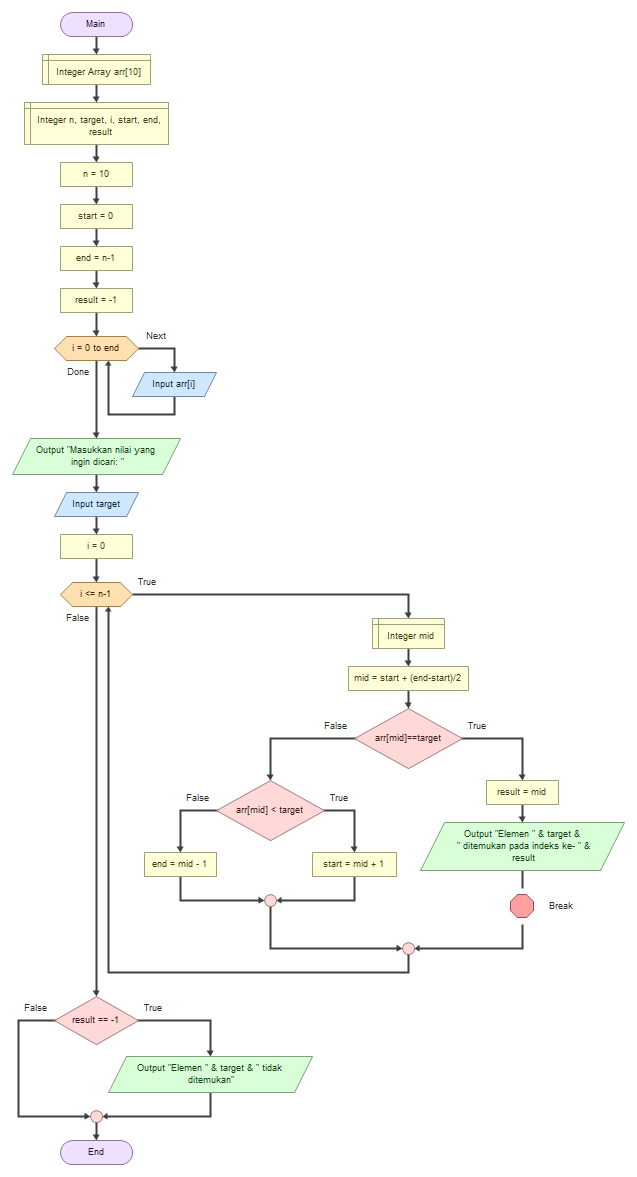 Main
Integer Array arr[10]
Integer n, target, i, start, end,
result
n = 10
start = 0
end = n-1
result = -1
i = 0 to end
Next
Done
Input arr[i]
Output "Masukkan nilai yang
ingin dicari: "
Input target
i = 0
i <= n-1
True
False
Integer mid
mid = start + (end-start)/2
arr[mid]==target
False
True
arr[mid] < target
False
True
result = mid
end = mid - 1
start = mid + 1
Output "Elemen " & target &
" ditemukan pada indeks ke- " &
result
Break
result == -1
False
True
Output "Elemen " & target & " tidak
ditemukan"
End